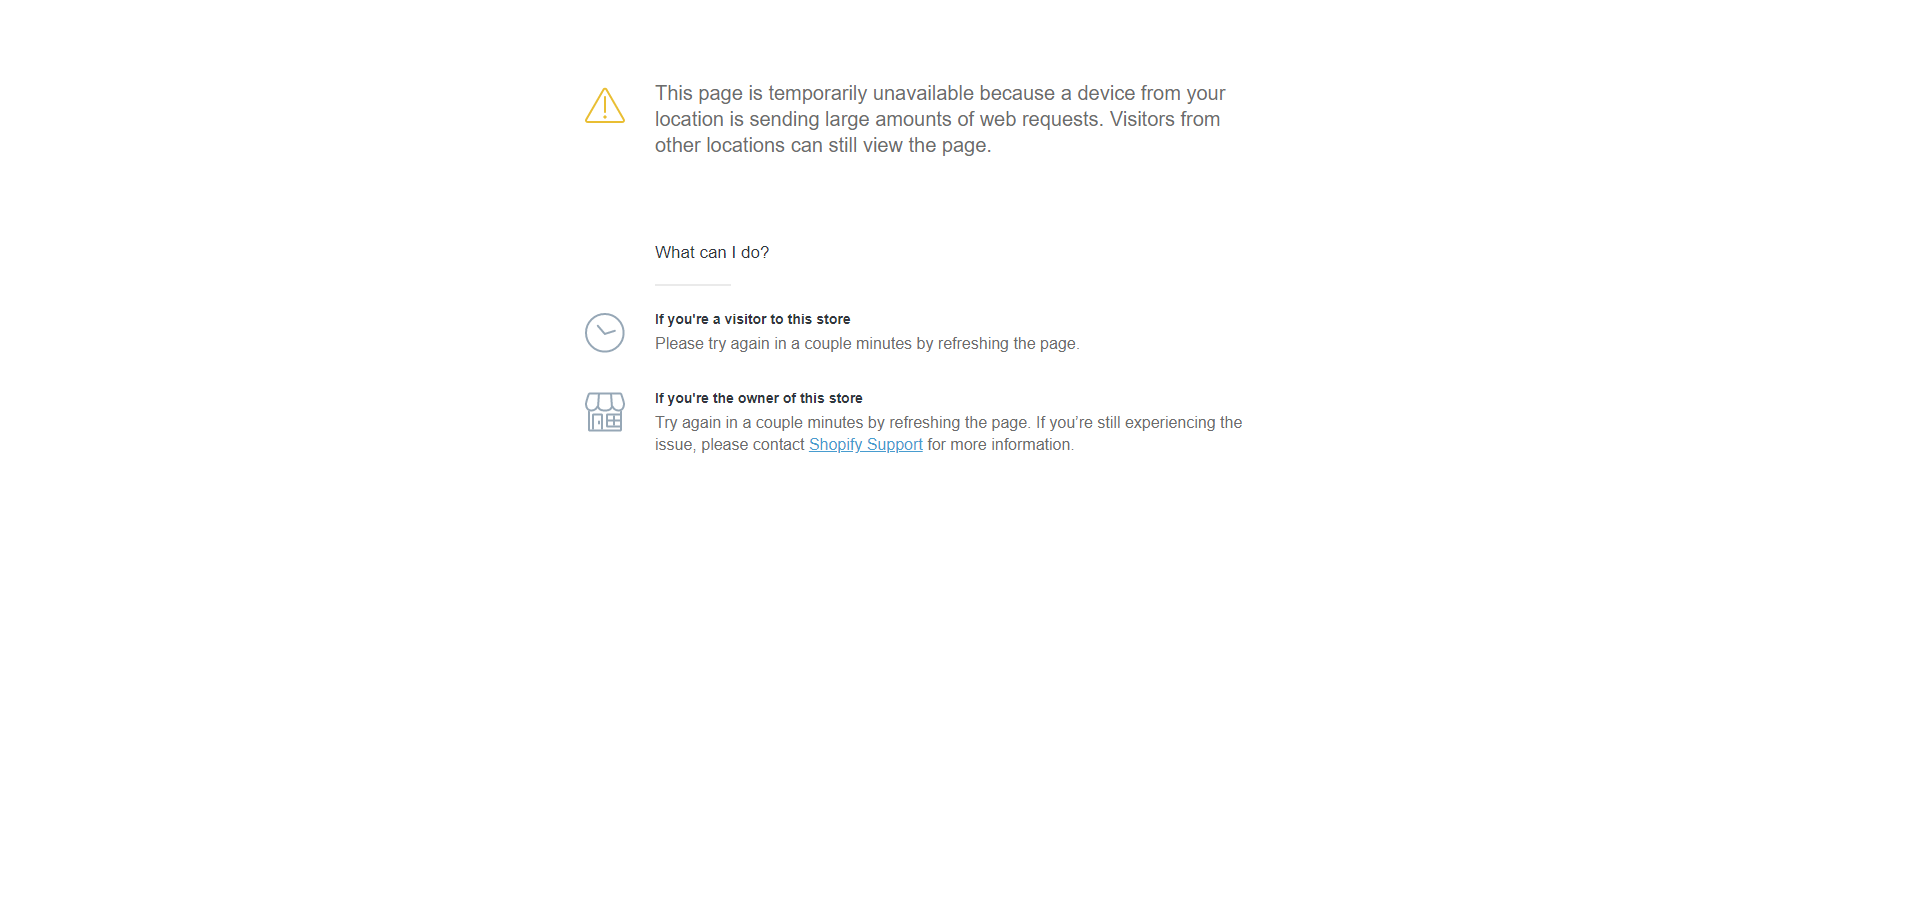 This page is temporarily unavailable because a device from your
location is sending large amounts of web requests. Visitors from
other locations can still view the page.
What can I do?
If you're a visitor to this store
Please try again in a couple minutes by refreshing the page.
If you're the owner of this store
Try again in a couple minutes by refreshing the page. If you’re still experiencing the
issue, please contact Shopify Support for more information.